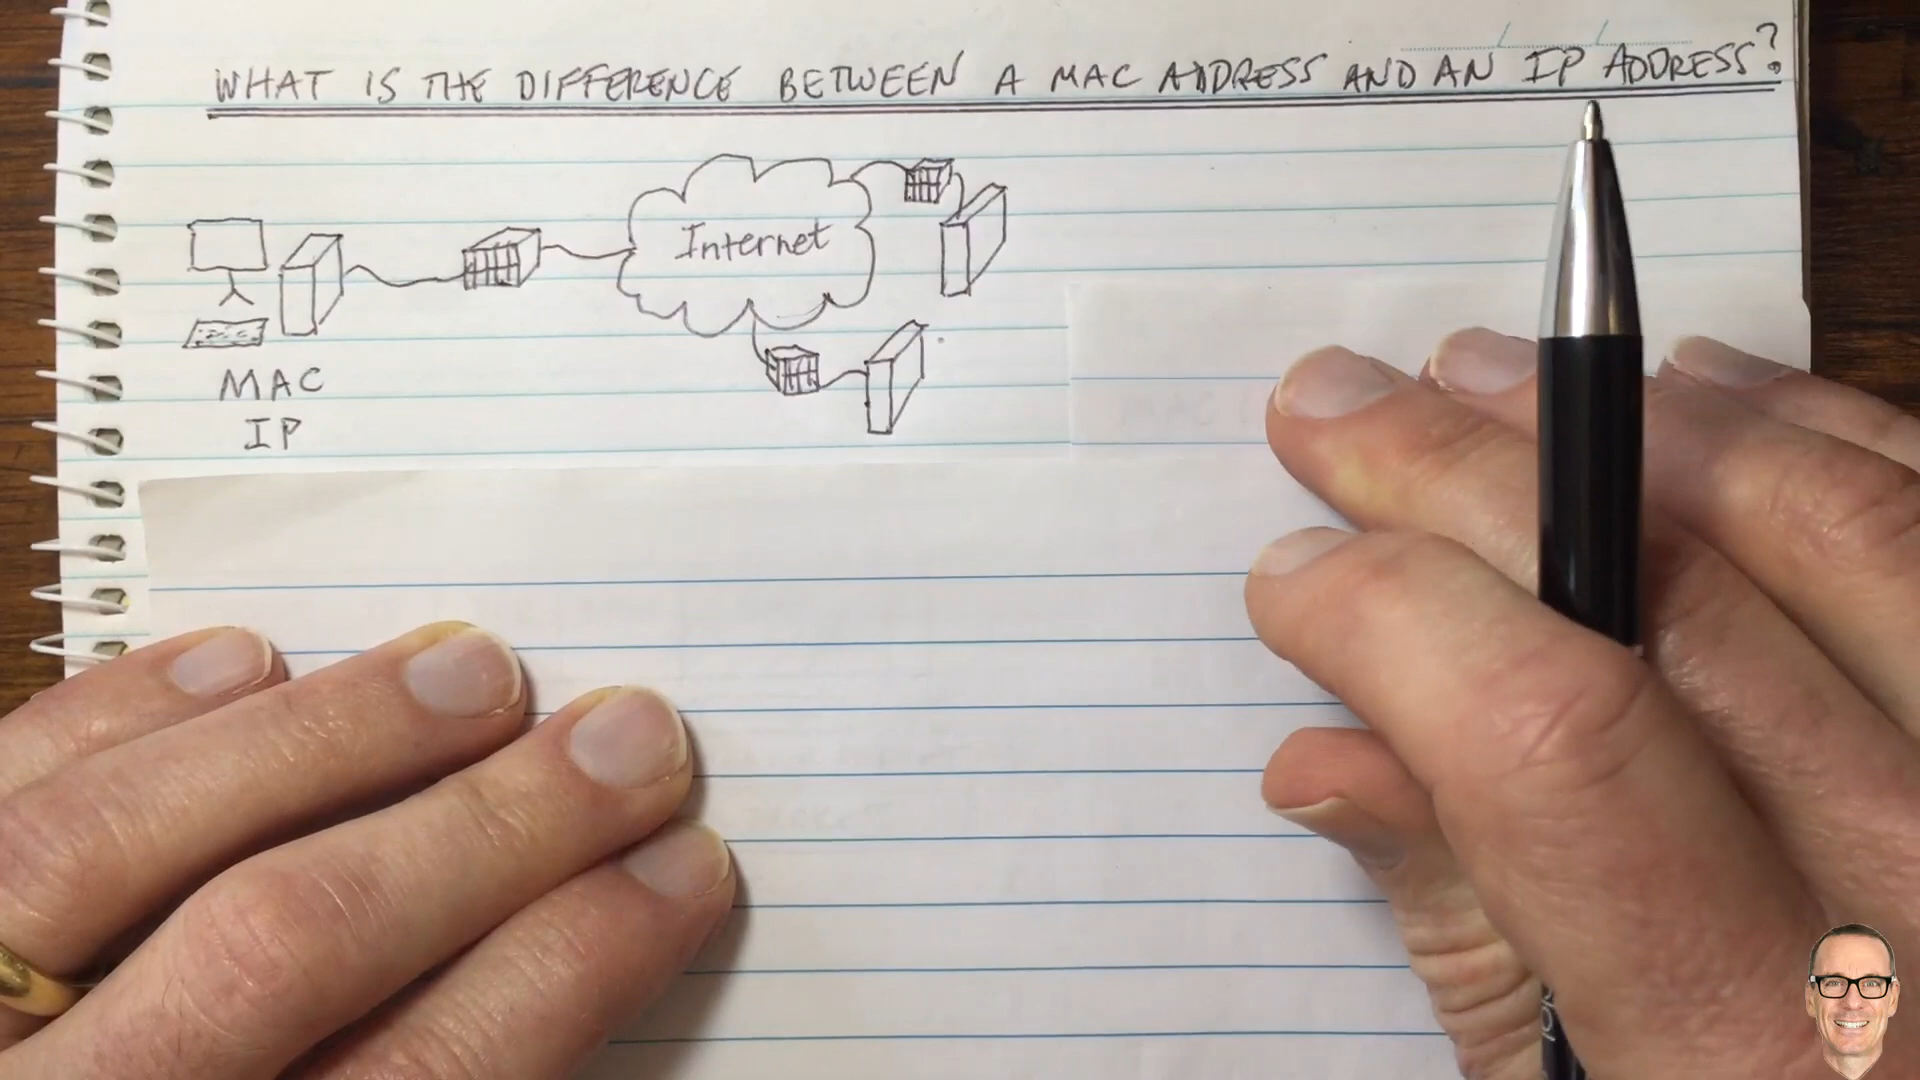 WHAT IS THE DIFFERENCE BETWEEN A MAC ADDRESS AND AN IP ADDRESS?
Internet
MAC
IP